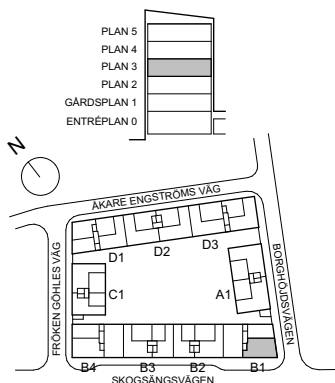 PLAN 5
PLAN 4
PLAN 3
PLAN 2
GÅRDSPLAN 1
ENTRÉPLAN 0
N
ÅKARE ENGSTRÖMS VÄG
D1
D2
D3
FRÖKEN GÖHLES VÄG
BORGHÖJDSVÄGEN
C1
A1
B4
B3
B2
B1
SKOGSÄNGSVÄGEN